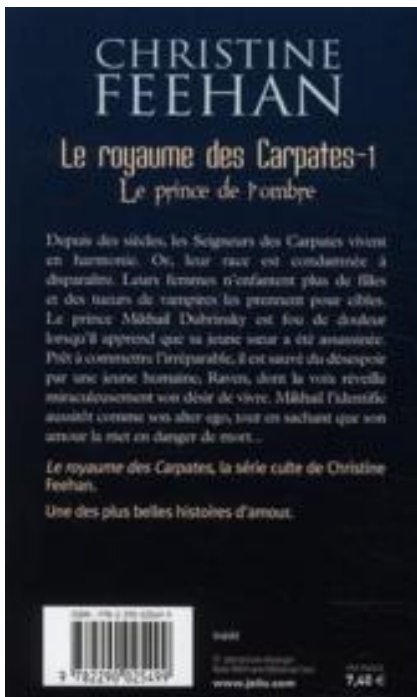 CHRISTINE
FEEHAN
Le royaume des Carpates-1
Le prince de l'ombre
Depuis des siècles, les Seigneurs des Carpates vivent
en harmonie. Or, leur race est condamnée à
disparaître. Leurs femmes n'enfantent plus de filles
et des tueurs de vampires les prennent pour cibles.
Le prince Mikhail Dubrinsky est fou de douleur
lorsqu'il apprend que sa jeune sœur a été assassinée.
Prêt à commettre l'irréparable, il est sauvé du désespoir
par une jeune humaine, Raven, dont la voix réveille
miraculeusement son désir de vivre. Mikhail l'identifie
aussitôt comme son alter ego, tout en sachant que son
amour la met en danger de mort...
Le royaume des Carpates, la série culte de Christine
Feehan.
Une des plus belles histoires d'amour.
9 782290 025499
www.jailu.com
7,40 €